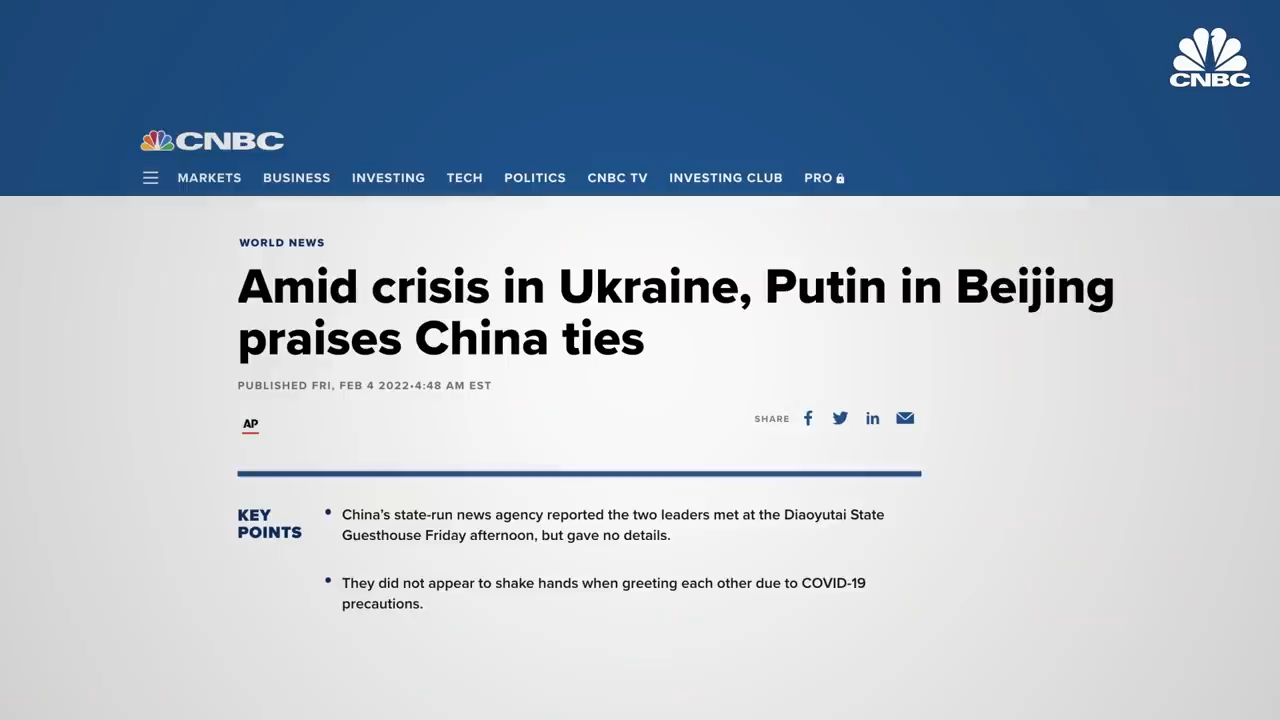 CNBC
CNBC
MARKETS BUSINESS INVESTING TECH POLITICS CNBC TV INVESTING CLUB PRO
WORLD NEWS
Amid crisis in Ukraine, Putin in Beijing
praises China ties
PUBLISHED FRI, FEB 4 2022•4:48 AM EST
AP
SHARE f in
KEY
POINTS
• China’s state-run news agency reported the two leaders met at the Diaoyutai State
Guesthouse Friday afternoon, but gave no details.
• They did not appear to shake hands when greeting each other due to COVID-19
precautions.